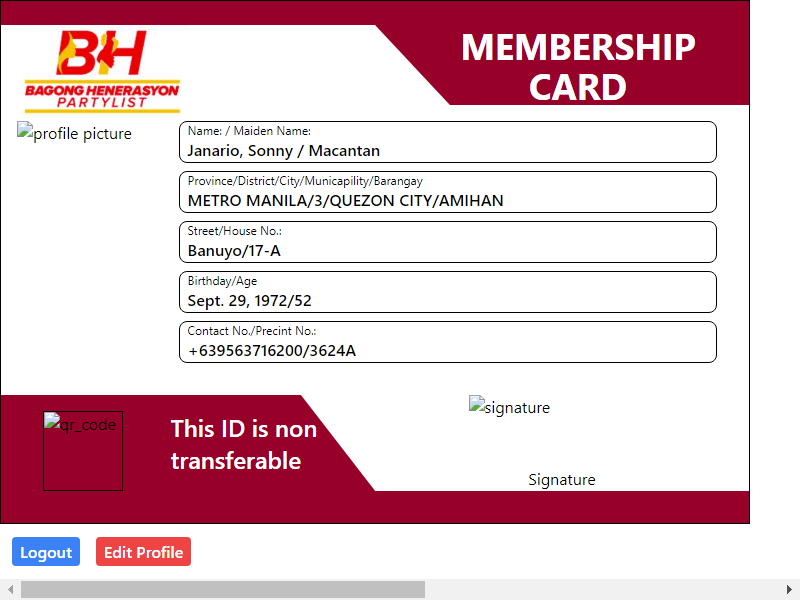 BH
BAGONG HENERASYON
PARTYLIST
MEMBERSHIP
CARD
profile picture
Name: / Maiden Name:
Janario, Sonny / Macantan
Province/District/City/Municapility/Barangay
METRO MANILA/3/QUEZON CITY/AMIHAN
Street/House No.:
Banuyo/17-A
Birthday/Age
Sept. 29, 1972/52
Contact No./Precint No.:
+639563716200/3624A
qr_code
This ID is non
transferable
signature
Signature
Logout
Edit Profile